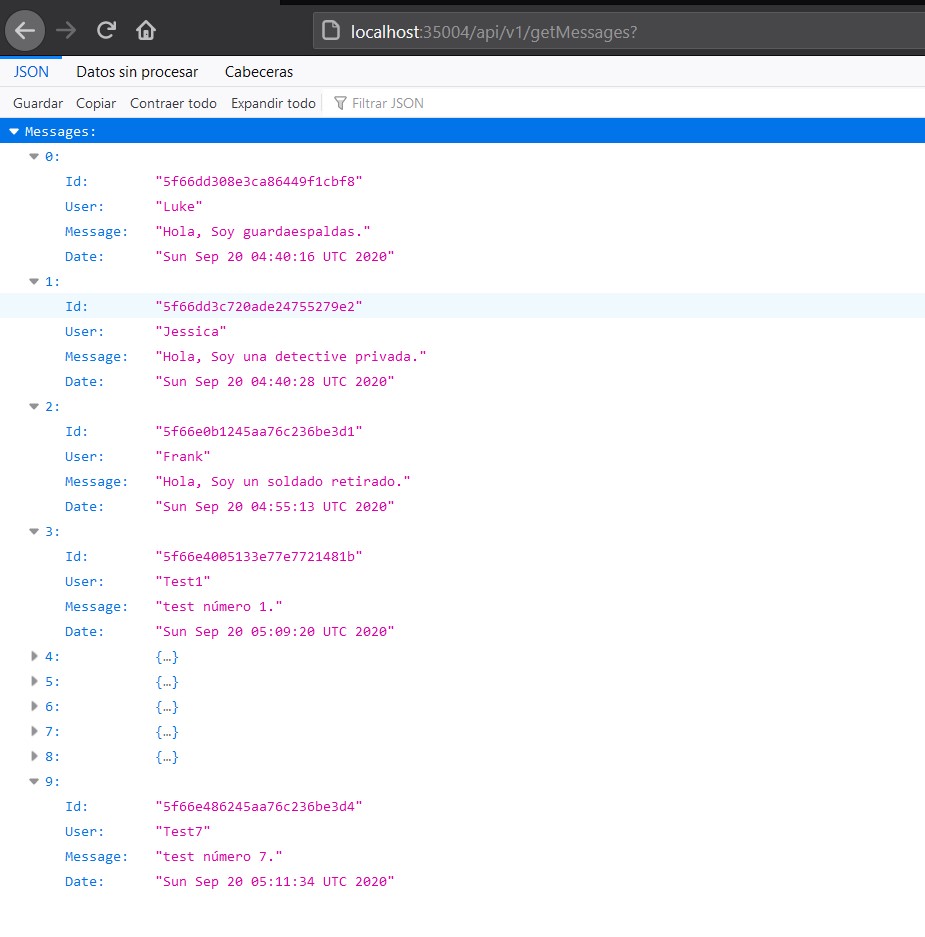 localhost:35004/api/v1/getMessages?
JSON Datos sin procesar Cabeceras
Guardar Copiar Contraer todo Expandir todo Filtrar JSON
Messages:
0:
Id: "5f66dd308e3ca86449f1cbf8"
User: "Luke"
Message: "Hola, Soy guardaespaldas."
Date: "Sun Sep 20 04:40:16 UTC 2020"
1:
Id: "5f66dd3c720ade24755279e2"
User: "Jessica"
Message: "Hola, Soy una detective privada."
Date: "Sun Sep 20 04:40:28 UTC 2020"
2:
Id: "5f66e0b1245aa76c236be3d1"
User: "Frank"
Message: "Hola, Soy un soldado retirado."
Date: "Sun Sep 20 04:55:13 UTC 2020"
3:
Id: "5f66e4005133e77e7721481b"
User: "Test1"
Message: "test número 1."
Date: "Sun Sep 20 05:09:20 UTC 2020"
4: {…}
5: {…}
6: {…}
7: {…}
8: {…}
9:
Id: "5f66e486245aa76c236be3d4"
User: "Test7"
Message: "test número 7."
Date: "Sun Sep 20 05:11:34 UTC 2020"